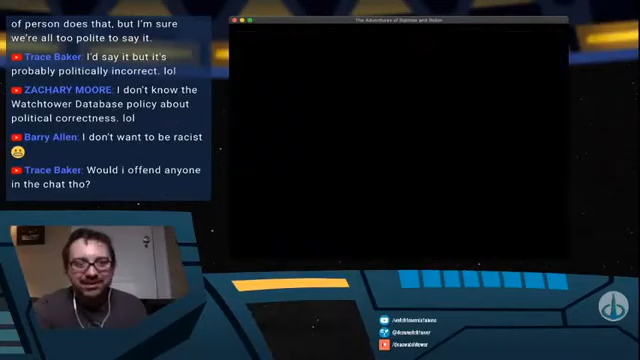 of person does that, but I'm sure
we're all too polite to say it.
Trace Baker: I'd say it but it's
probably politically incorrect. lol
ZACHARY MOORE: I don't know the
Watchtower Database policy about
political correctness. lol
Barry Allen: I don't want to be racist
😬
Trace Baker: Would i offend anyone
in the chat tho?
The Adventures of Batman and Robin